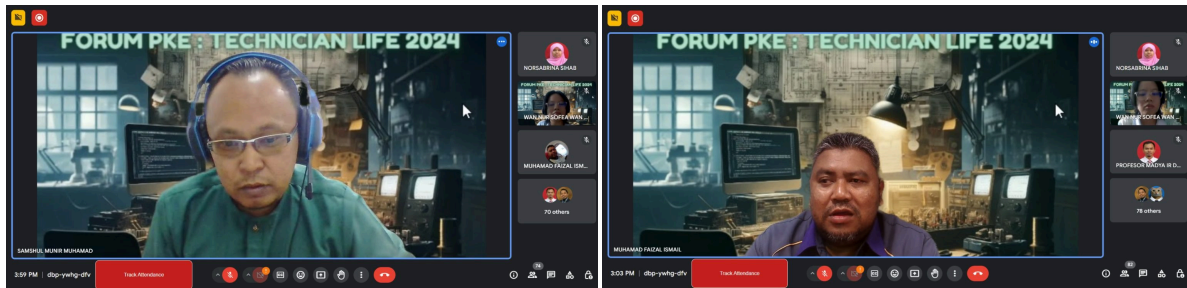 FORUM PKE : TECHNICIAN LIFE 2024
NORSABRINA SIHAB
WAN NUR SOFEA WAN ...
MUHAMAD FAIZAL ISM...
70 others
SAMSHUL MUNIR MUHAMAD
3:59 PM | dbp-ywhg-dfv
Track Attendance
74
FORUM PKE : TECHNICIAN LIFE 2024
NORSABRINA SIHAB
WAN NUR SOFEA WAN ...
PROFESOR MADYA IR D...
78 others
MUHAMAD FAIZAL ISMAIL
3:03 PM | dbp-ywhg-dfv
Track Attendance
82